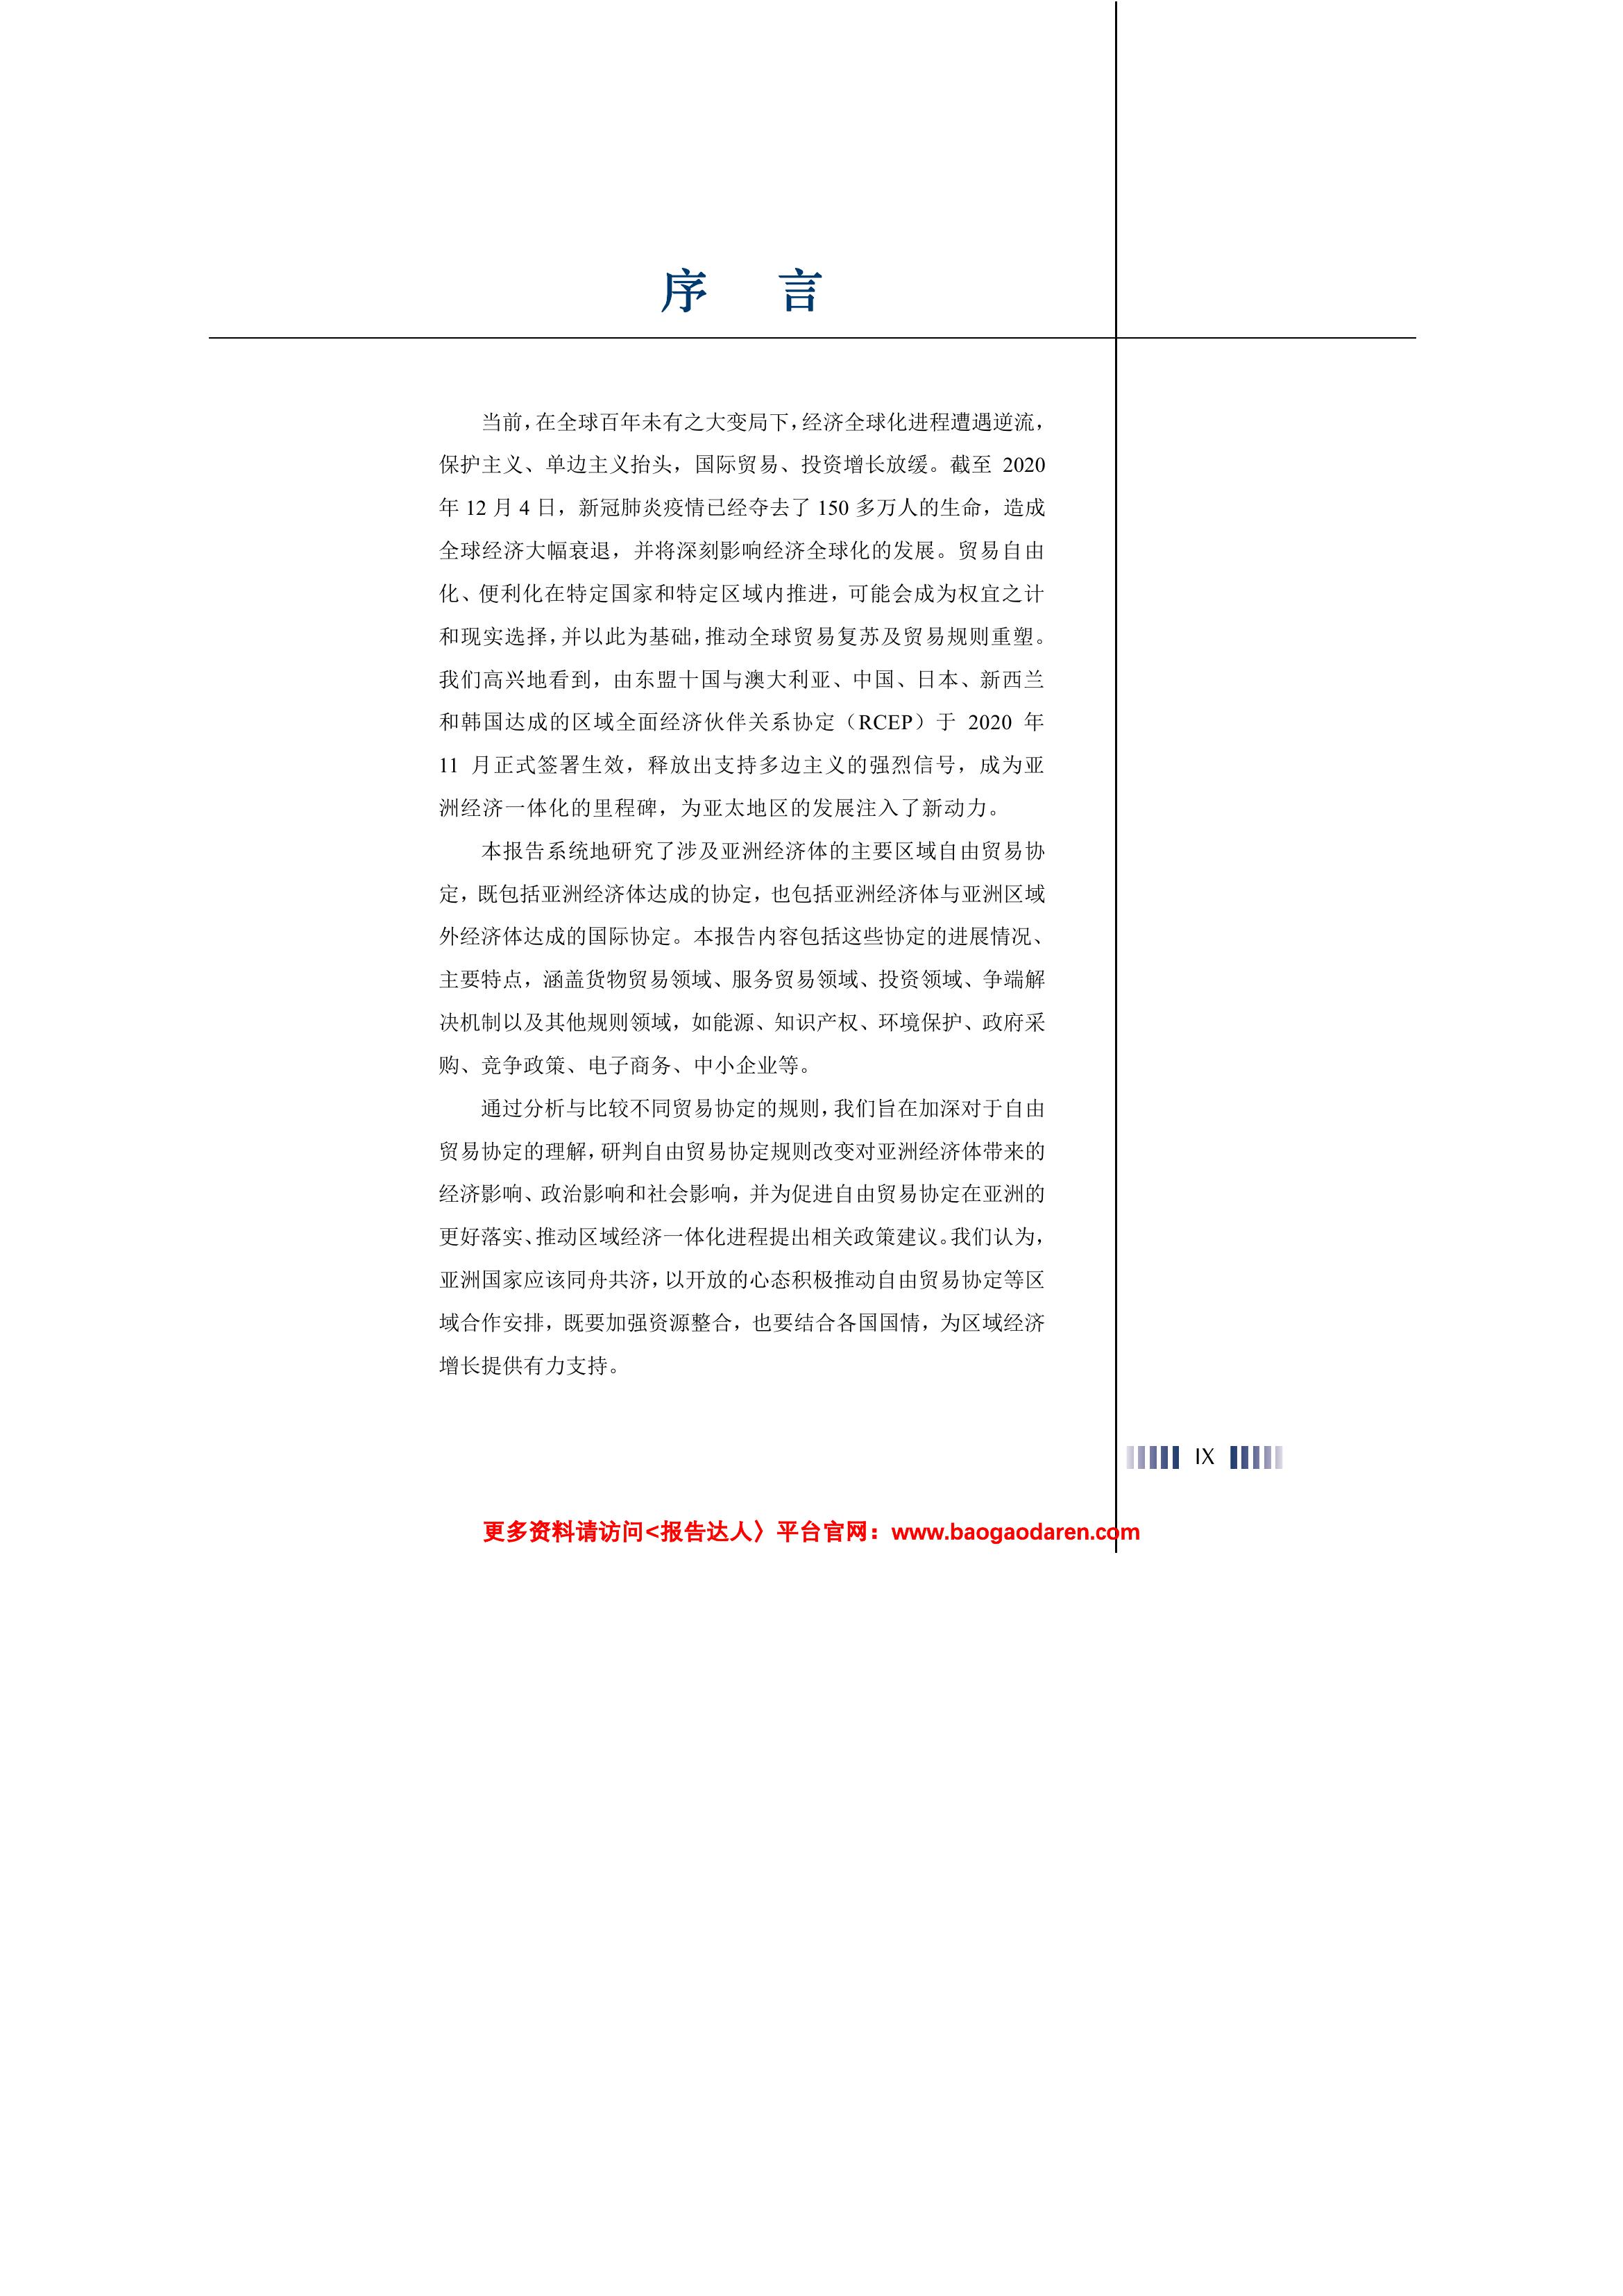 序 言
当前，在全球百年未有之大变局下，经济全球化进程遭遇逆流，
保护主义、单边主义抬头，国际贸易、投资增长放缓。截至 2020
年 12 月 4 日，新冠肺炎疫情已经夺去了 150 多万人的生命，造成
全球经济大幅衰退，并将深刻影响经济全球化的发展。贸易自由
化、便利化在特定国家和特定区域内推进，可能会成为权宜之计
和现实选择，并以此为基础，推动全球贸易复苏及贸易规则重塑。
我们高兴地看到，由东盟十国与澳大利亚、中国、日本、新西兰
和韩国达成的区域全面经济伙伴关系协定（RCEP）于 2020 年
11 月正式签署生效，释放出支持多边主义的强烈信号，成为亚
洲经济一体化的里程碑，为亚太地区的发展注入了新动力。
本报告系统地研究了涉及亚洲经济体的主要区域自由贸易协
定，既包括亚洲经济体达成的协定，也包括亚洲经济体与亚洲区域
外经济体达成的国际协定。本报告内容包括这些协定的进展情况、
主要特点，涵盖货物贸易领域、服务贸易领域、投资领域、争端解
决机制以及其他规则领域，如能源、知识产权、环境保护、政府采
购、竞争政策、电子商务、中小企业等。
通过分析与比较不同贸易协定的规则，我们旨在加深对于自由
贸易协定的理解，研判自由贸易协定规则改变对亚洲经济体带来的
经济影响、政治影响和社会影响，并为促进自由贸易协定在亚洲的
更好落实、推动区域经济一体化进程提出相关政策建议。我们认为，
亚洲国家应该同舟共济，以开放的心态积极推动自由贸易协定等区
域合作安排，既要加强资源整合，也要结合各国国情，为区域经济
增长提供有力支持。
IX
更多资料请访问<报告达人〉平台官网：www.baogaodaren.com